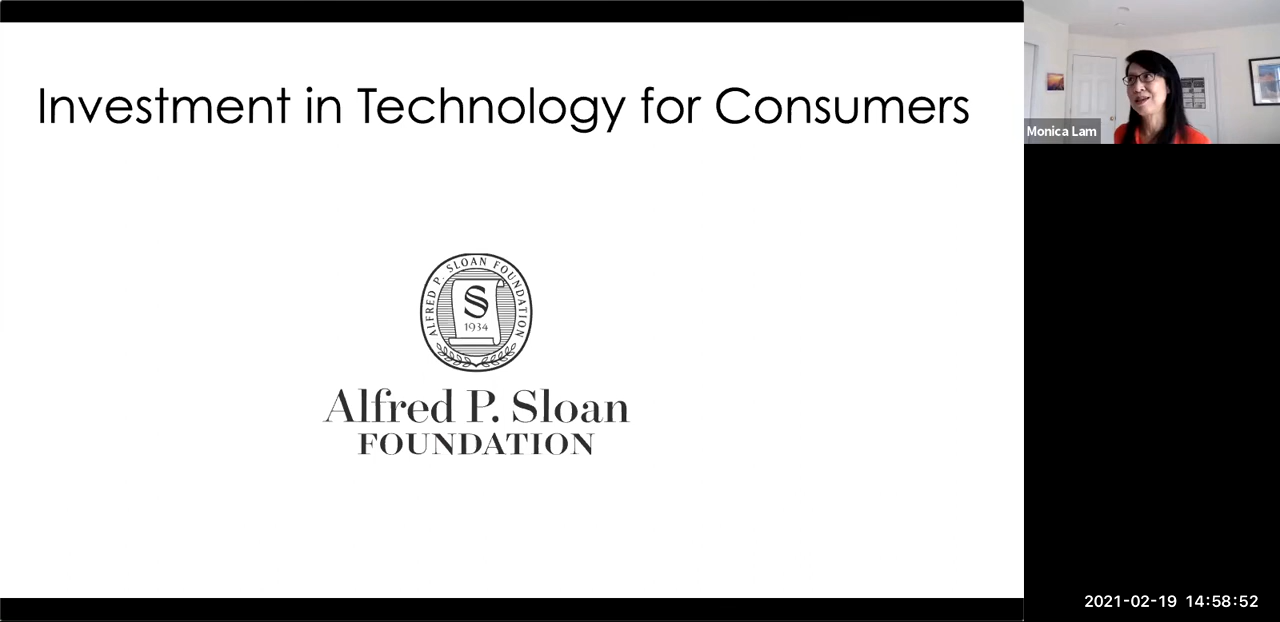 Investment in Technology for Consumers
Monica Lam
ALFRED P. SLOAN FOUNDATION
S
1934
Alfred P. Sloan
FOUNDATION
2021-02-19 14:58:52